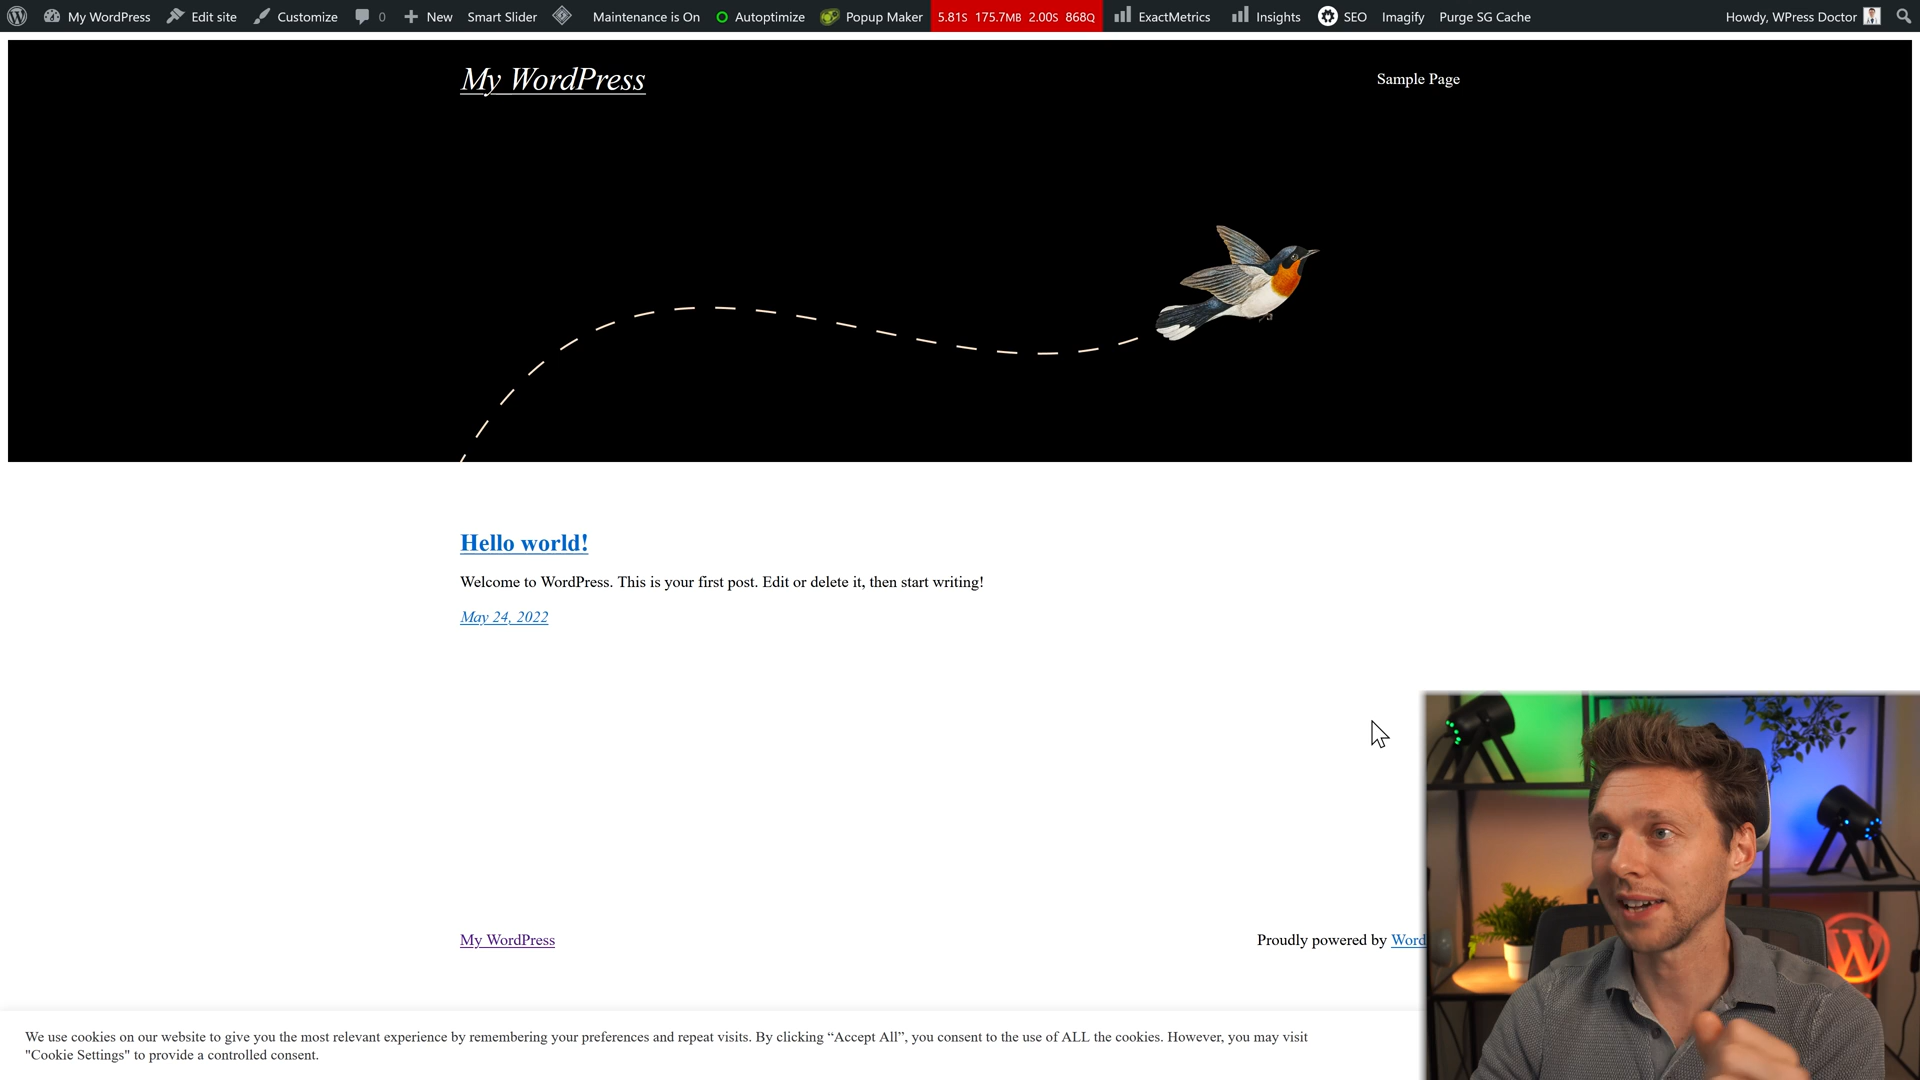 My WordPress Edit site Customize 0 New Smart Slider Maintenance is On Autoptimize Popup Maker 5.81S 175.7MB 2.00S 868Q ExactMetrics Insights SEO Imagify Purge SG Cache Howdy, WPress Doctor
My WordPress Sample Page
Hello world!
Welcome to WordPress. This is your first post. Edit or delete it, then start writing!
May 24, 2022
My WordPress Proudly powered by Word
We use cookies on our website to give you the most relevant experience by remembering your preferences and repeat visits. By clicking “Accept All”, you consent to the use of ALL the cookies. However, you may visit
"Cookie Settings" to provide a controlled consent.